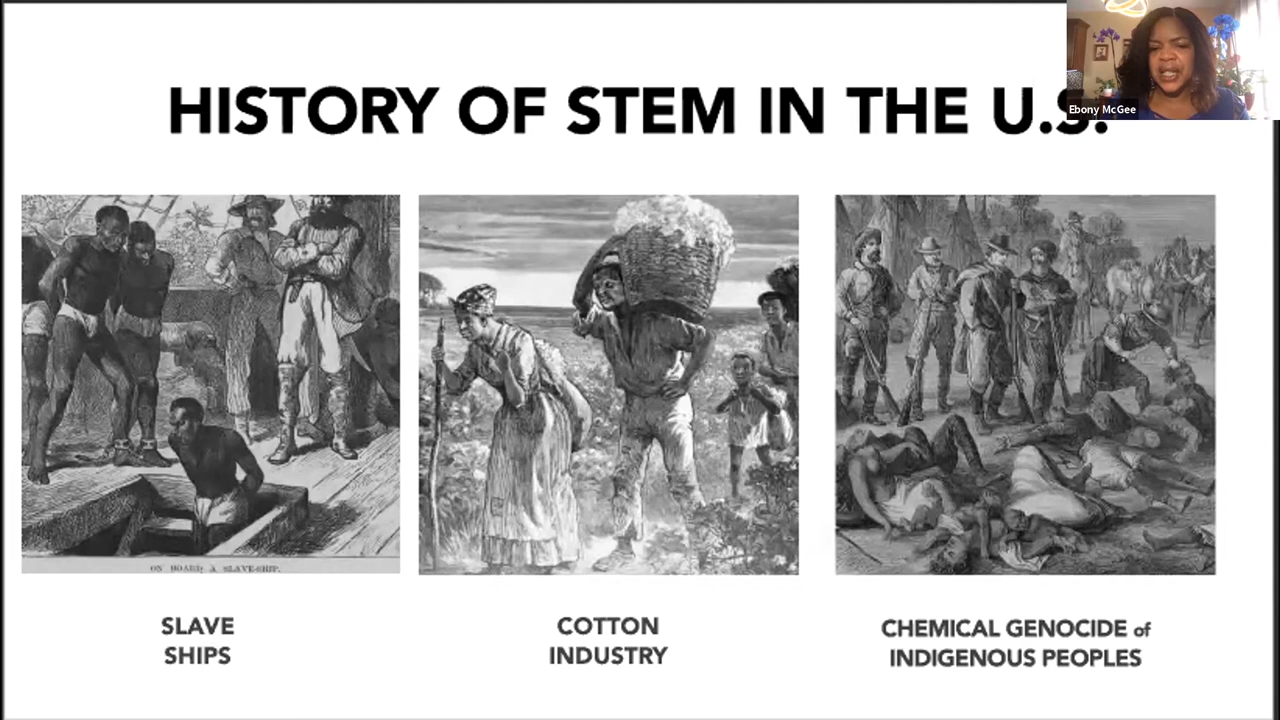 HISTORY OF STEM IN THE U.S.
Ebony McGee
ON BOARD A SLAVE-SHIP.
SLAVE
SHIPS
COTTON
INDUSTRY
CHEMICAL GENOCIDE of
INDIGENOUS PEOPLES